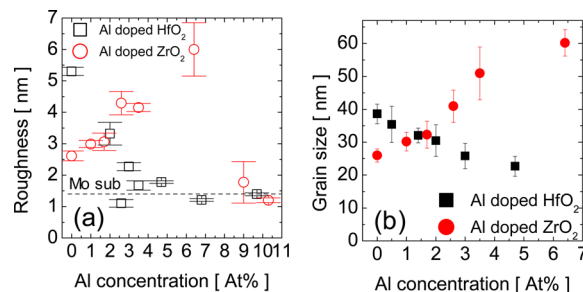 7
6
5
4
3
2
1
0
Roughness [ nm ]
Al doped HfO2
Al doped ZrO2
Mo sub
(a)
0 1 2 3 4 5 6 7 8 9 10 11
Al concentration [ At% ]
60
50
40
30
20
10
0
Grain size [ nm ]
(b)
Al doped HfO2
Al doped ZrO2
0 1 2 3 4 5 6 7
Al concentration [ At% ]